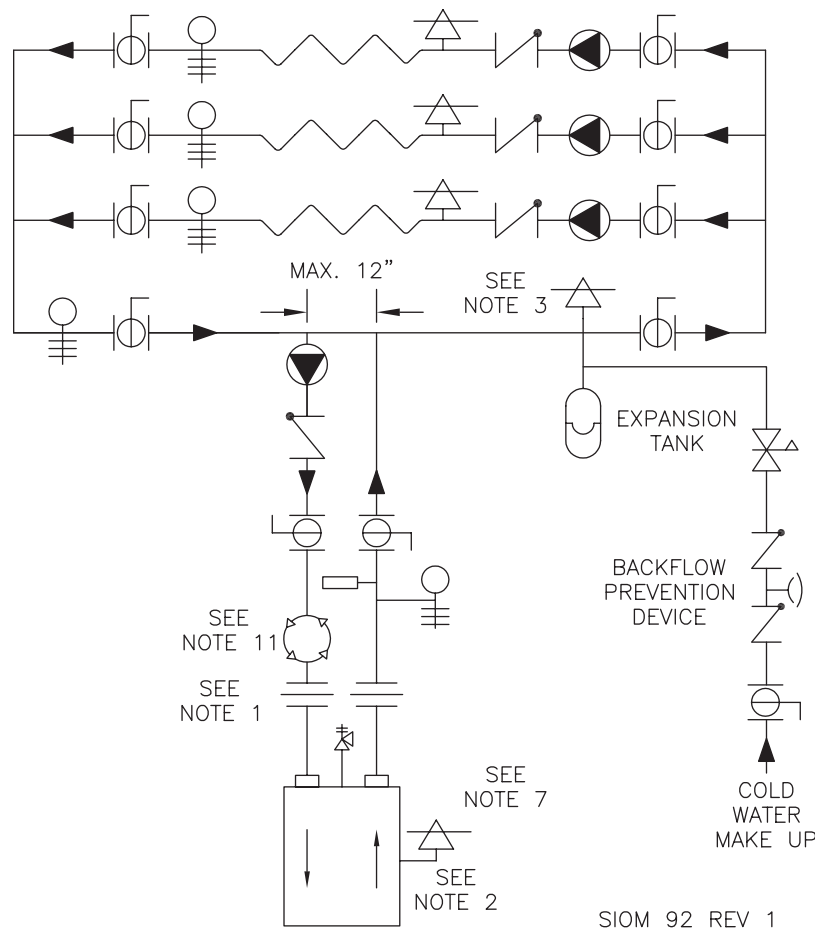 MAX. 12”
SEE
NOTE 3
EXPANSION
TANK
BACKFLOW
PREVENTION
DEVICE
SEE
NOTE 11
SEE
NOTE 1
SEE
NOTE 7
SEE
NOTE 2
COLD
WATER
MAKE UP
SIOM 92 REV 1